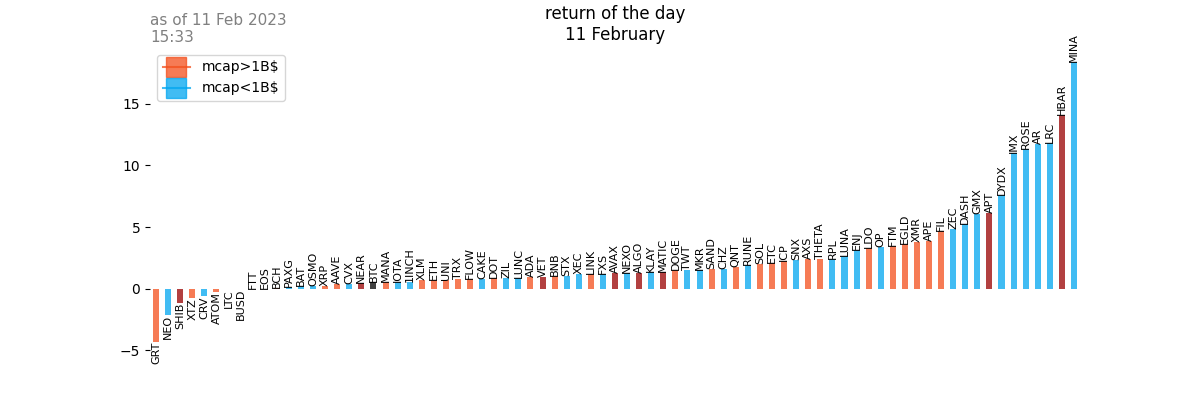 return of the day
11 February
as of 11 Feb 2023
15:33
mcap>1B$
mcap<1B$
15
10
5
0
−5
GRT
NEO
SHIB
XTZ
CRV
ATOM
LTC
BUSD
FTT
EOS
BCH
PAXG
BAT
OSMO
XRP
AAVE
CVX
NEAR
BTC
MANA
IOTA
1INCH
XLM
ETH
UNI
TRX
FLOW
CAKE
DOT
ZIL
LUNC
ADA
VET
BNB
STX
XEC
LINK
FXS
AVAX
NEXO
ALGO
KLAY
MATIC
DOGE
TWT
MKR
SAND
CHZ
QNT
RUNE
SOL
ETC
ICP
SNX
AXS
THETA
RPL
LUNA
ENJ
LDO
OP
FTM
EGLD
XMR
APE
FIL
ZEC
DASH
GMX
APT
DYDX
IMX
ROSE
AR
LRC
HBAR
MINA